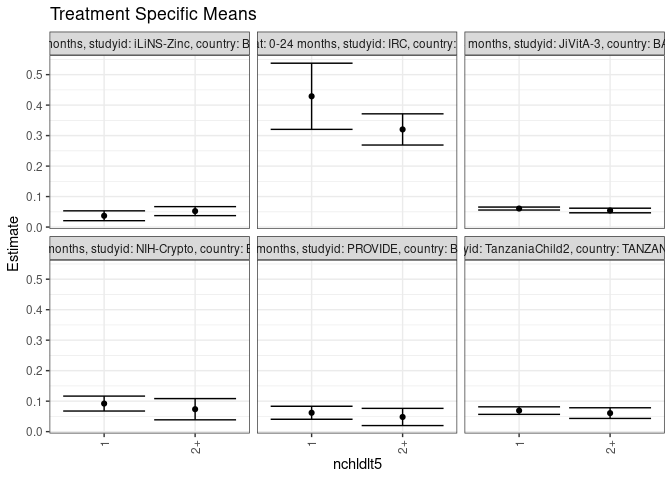 Treatment Specific Means
months, studyid: iLiNS-Zinc, country: B
at: 0-24 months, studyid: IRC, country:
months, studyid: JiVitA-3, country: BA
0.5
0.4
0.3
0.2
0.1
0.0
months, studyid: NIH-Crypto, country: B
months, studyid: PROVIDE, country: B
yid: TanzaniaChild2, country: TANZAN
0.5
0.4
0.3
0.2
0.1
0.0
Estimate
1
2+
1
2+
1
2+
nchldlt5